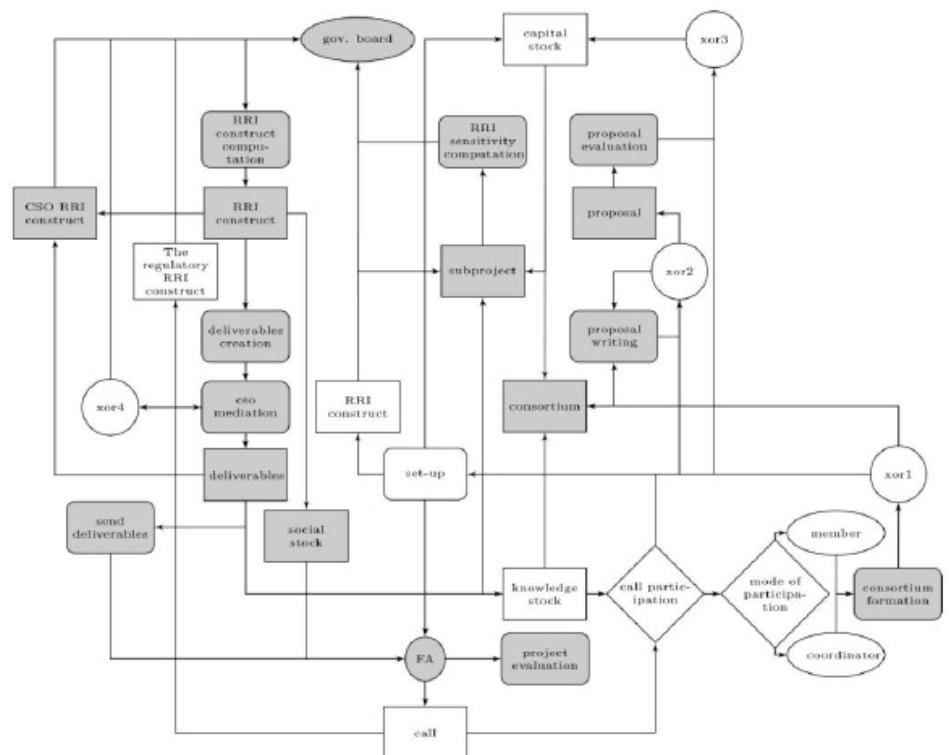 gov. board
capital
stock
xor3
RRI
construct
compu-
tation
RRI
sensitivity
computation
proposal
evaluation
CSO RRI
construct
RRI
construct
proposal
The
regulatory
RRI
construct
subproject
xor2
deliverables
creation
proposal
writing
xor4
cso
mediation
RRI
construct
consortium
deliverables
set-up
xor1
send
deliverables
social
stock
member
knowledge
stock
call partic-
ipation
mode of
participa-
tion
consortium
formation
FA
project
evaluation
coordinator
call